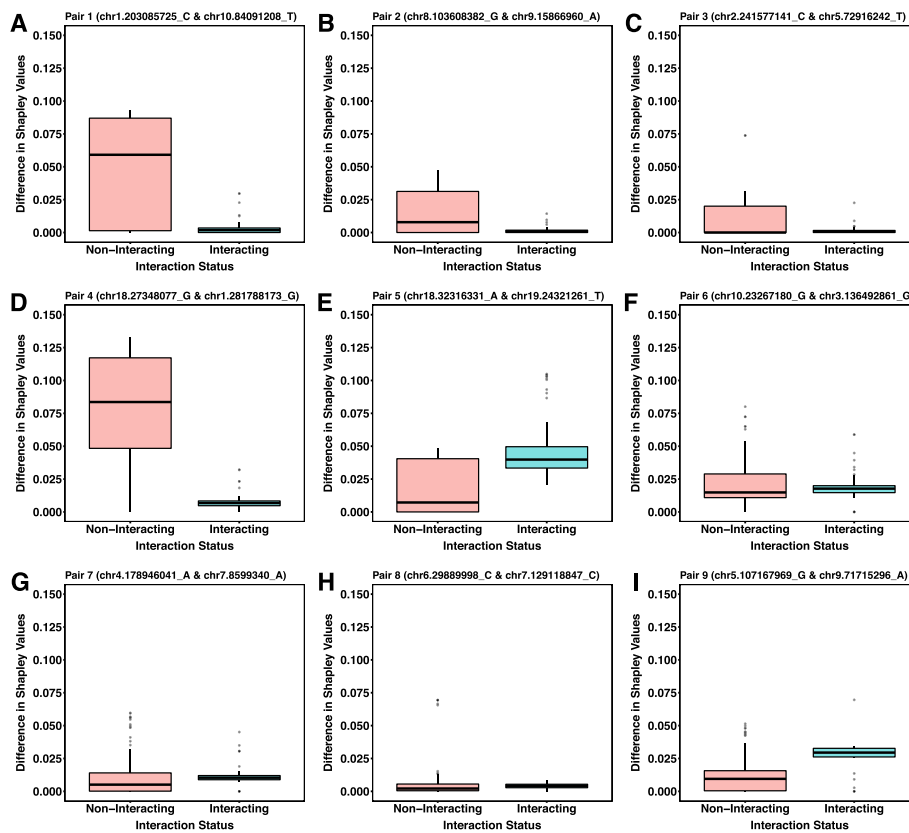 A Pair 1 (chr1.203085725_C & chr10.84091208_T)
0.150
0.125
0.100
0.075
0.050
0.025
0.000
Difference in Shapley Values
Non−Interacting Interacting
Interaction Status
B Pair 2 (chr8.103608382_G & chr9.15866960_A)
0.150
0.125
0.100
0.075
0.050
0.025
0.000
Difference in Shapley Values
Non−Interacting Interacting
Interaction Status
C Pair 3 (chr2.241577141_C & chr5.72916242_T)
0.150
0.125
0.100
0.075
0.050
0.025
0.000
Difference in Shapley Values
Non−Interacting Interacting
Interaction Status
D Pair 4 (chr18.27348077_G & chr1.281788173_G)
0.150
0.125
0.100
0.075
0.050
0.025
0.000
Difference in Shapley Values
Non−Interacting Interacting
Interaction Status
E Pair 5 (chr18.32316331_A & chr19.24321261_T)
0.150
0.125
0.100
0.075
0.050
0.025
0.000
Difference in Shapley Values
Non−Interacting Interacting
Interaction Status
F Pair 6 (chr10.23267180_G & chr3.136492861_G
0.150
0.125
0.100
0.075
0.050
0.025
0.000
Difference in Shapley Values
Non−Interacting Interacting
Interaction Status
G Pair 7 (chr4.178946041_A & chr7.8599340_A)
0.150
0.125
0.100
0.075
0.050
0.025
0.000
Difference in Shapley Values
Non−Interacting Interacting
Interaction Status
H Pair 8 (chr6.29889998_C & chr7.129118847_C)
0.150
0.125
0.100
0.075
0.050
0.025
0.000
Difference in Shapley Values
Non−Interacting Interacting
Interaction Status
I Pair 9 (chr5.107167969_G & chr9.71715296_A)
0.150
0.125
0.100
0.075
0.050
0.025
0.000
Difference in Shapley Values
Non−Interacting Interacting
Interaction Status